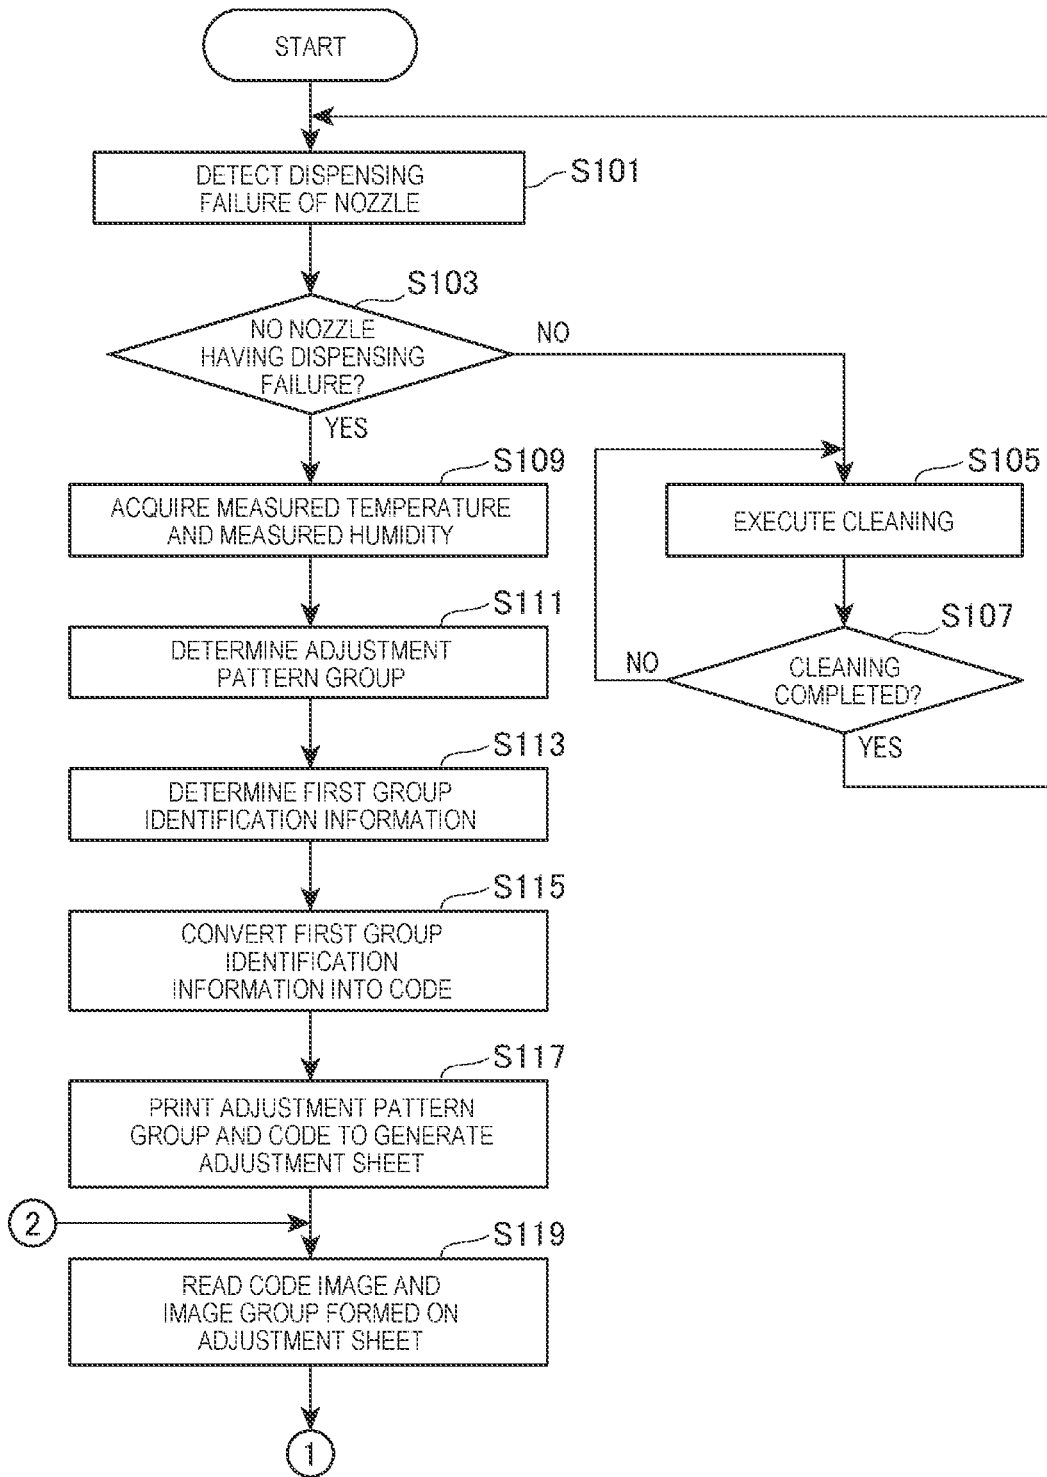 START
DETECT DISPENSING
FAILURE OF NOZZLE
S101
S103
NO NOZZLE
HAVING DISPENSING
FAILURE?
NO
YES
S109
ACQUIRE MEASURED TEMPERATURE
AND MEASURED HUMIDITY
S105
EXECUTE CLEANING
S111
DETERMINE ADJUSTMENT
PATTERN GROUP
S107
CLEANING
COMPLETED?
NO
YES
S113
DETERMINE FIRST GROUP
IDENTIFICATION INFORMATION
S115
CONVERT FIRST GROUP
IDENTIFICATION
INFORMATION INTO CODE
S117
PRINT ADJUSTMENT PATTERN
GROUP AND CODE TO GENERATE
ADJUSTMENT SHEET
2
S119
READ CODE IMAGE AND
IMAGE GROUP FORMED ON
ADJUSTMENT SHEET
1